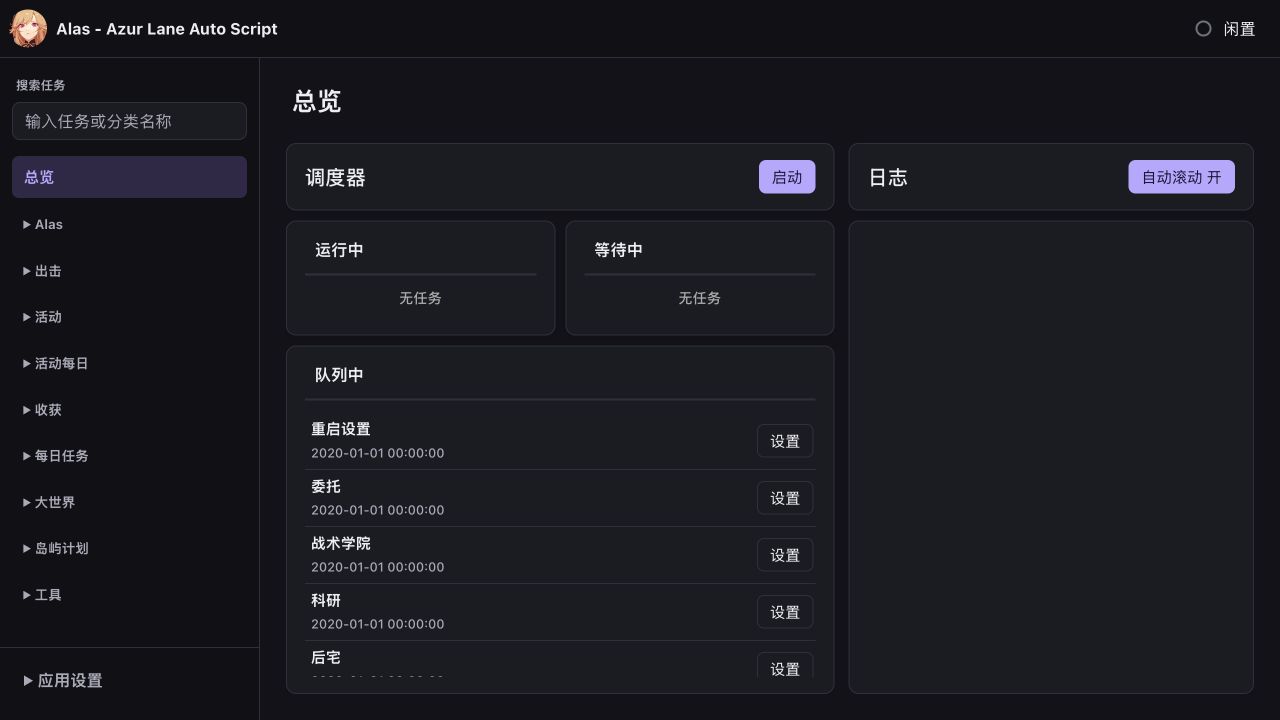 Alas - Azur Lane Auto Script
闲置
搜索任务
输入任务或分类名称
总览
Alas
出击
活动
活动每日
收获
每日任务
大世界
岛屿计划
工具
应用设置
总览
调度器
启动
运行中
无任务
等待中
无任务
队列中
重启设置
2020-01-01 00:00:00
设置
委托
2020-01-01 00:00:00
设置
战术学院
2020-01-01 00:00:00
设置
科研
2020-01-01 00:00:00
设置
后宅
设置
日志
自动滚动 开